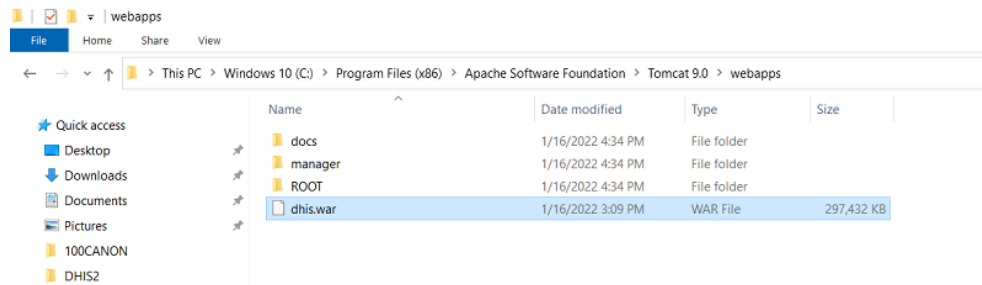 webapps
File Home Share View
This PC > Windows 10 (C:) > Program Files (x86) > Apache Software Foundation > Tomcat 9.0 > webapps
Quick access
Desktop
Downloads
Documents
Pictures
100CANON
DHIS2
Name Date modified Type Size
docs 1/16/2022 4:34 PM File folder
manager 1/16/2022 4:34 PM File folder
ROOT 1/16/2022 4:34 PM File folder
dhis.war 1/16/2022 3:09 PM WAR File 297,432 KB